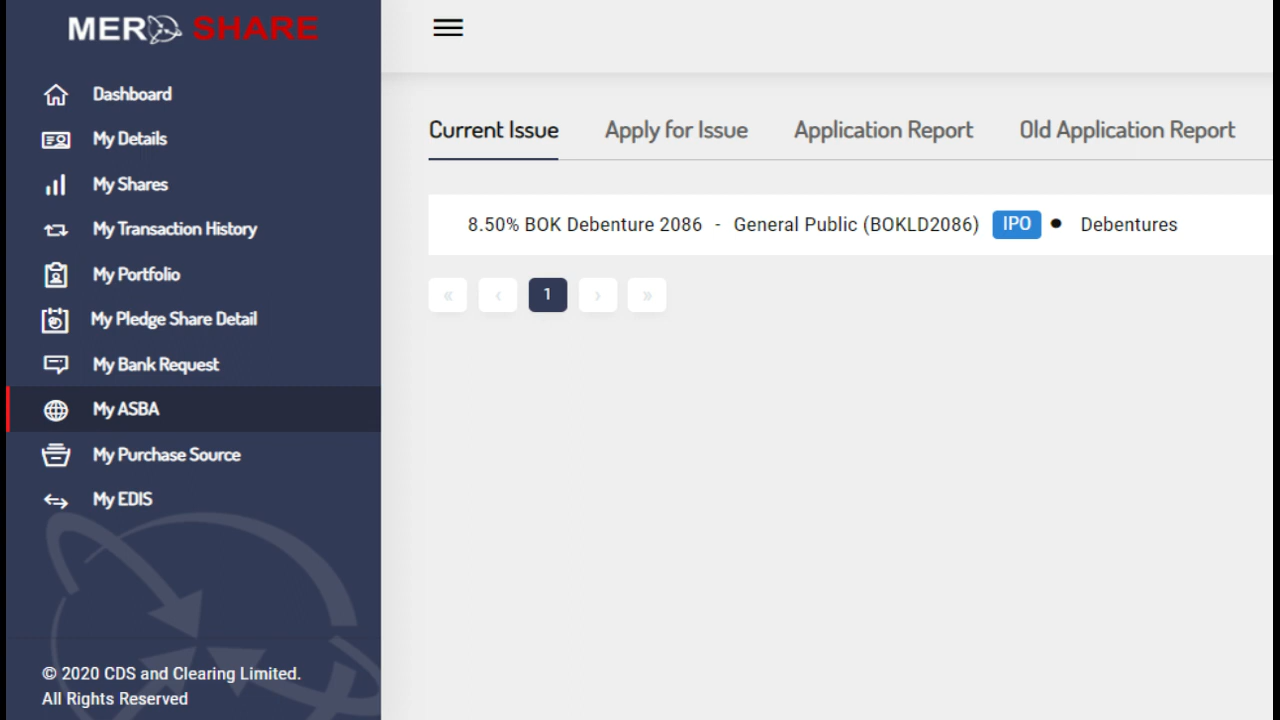 MERO SHARE
Dashboard
My Details
My Shares
My Transaction History
My Portfolio
My Pledge Share Detail
My Bank Request
My ASBA
My Purchase Source
My EDIS
© 2020 CDS and Clearing Limited.
All Rights Reserved
Current Issue Apply for Issue Application Report Old Application Report
8.50% BOK Debenture 2086 - General Public (BOKLD2086) IPO ● Debentures
« ‹ 1 › »